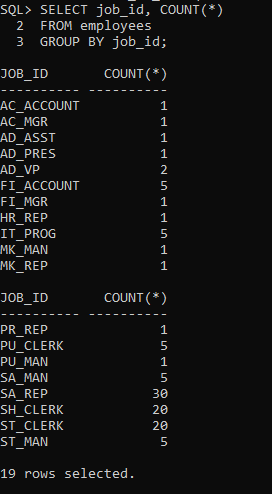 SQL> SELECT job_id, COUNT(*)
  2  FROM employees
  3  GROUP BY job_id;

JOB_ID       COUNT(*)
---------- ----------
AC_ACCOUNT          1
AC_MGR              1
AD_ASST             1
AD_PRES             1
AD_VP               2
FI_ACCOUNT          5
FI_MGR              1
HR_REP              1
IT_PROG             5
MK_MAN              1
MK_REP              1

JOB_ID       COUNT(*)
---------- ----------
PR_REP              1
PU_CLERK            5
PU_MAN              1
SA_MAN              5
SA_REP             30
SH_CLERK           20
ST_CLERK           20
ST_MAN              5

19 rows selected.